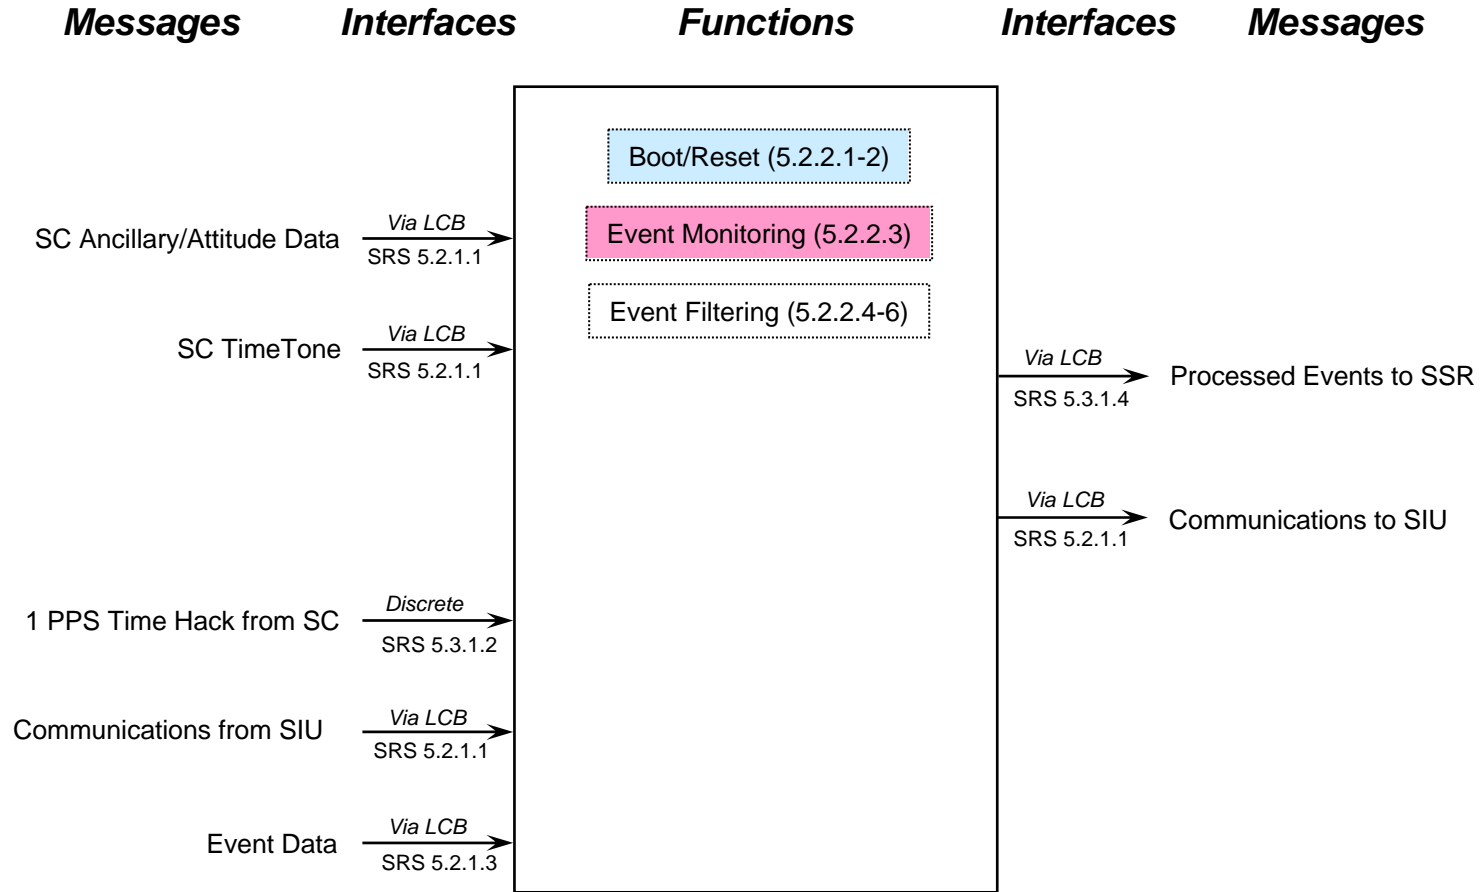 Messages Interfaces Functions Interfaces Messages
Boot/Reset (5.2.2.1-2)
Event Monitoring (5.2.2.3)
Event Filtering (5.2.2.4-6)
SC Ancillary/Attitude Data
Via LCB
SRS 5.2.1.1
SC TimeTone
Via LCB
SRS 5.2.1.1
1 PPS Time Hack from SC
Discrete
SRS 5.3.1.2
Communications from SIU
Via LCB
SRS 5.2.1.1
Event Data
Via LCB
SRS 5.2.1.3
Via LCB
SRS 5.3.1.4
Processed Events to SSR
Via LCB
SRS 5.2.1.1
Communications to SIU